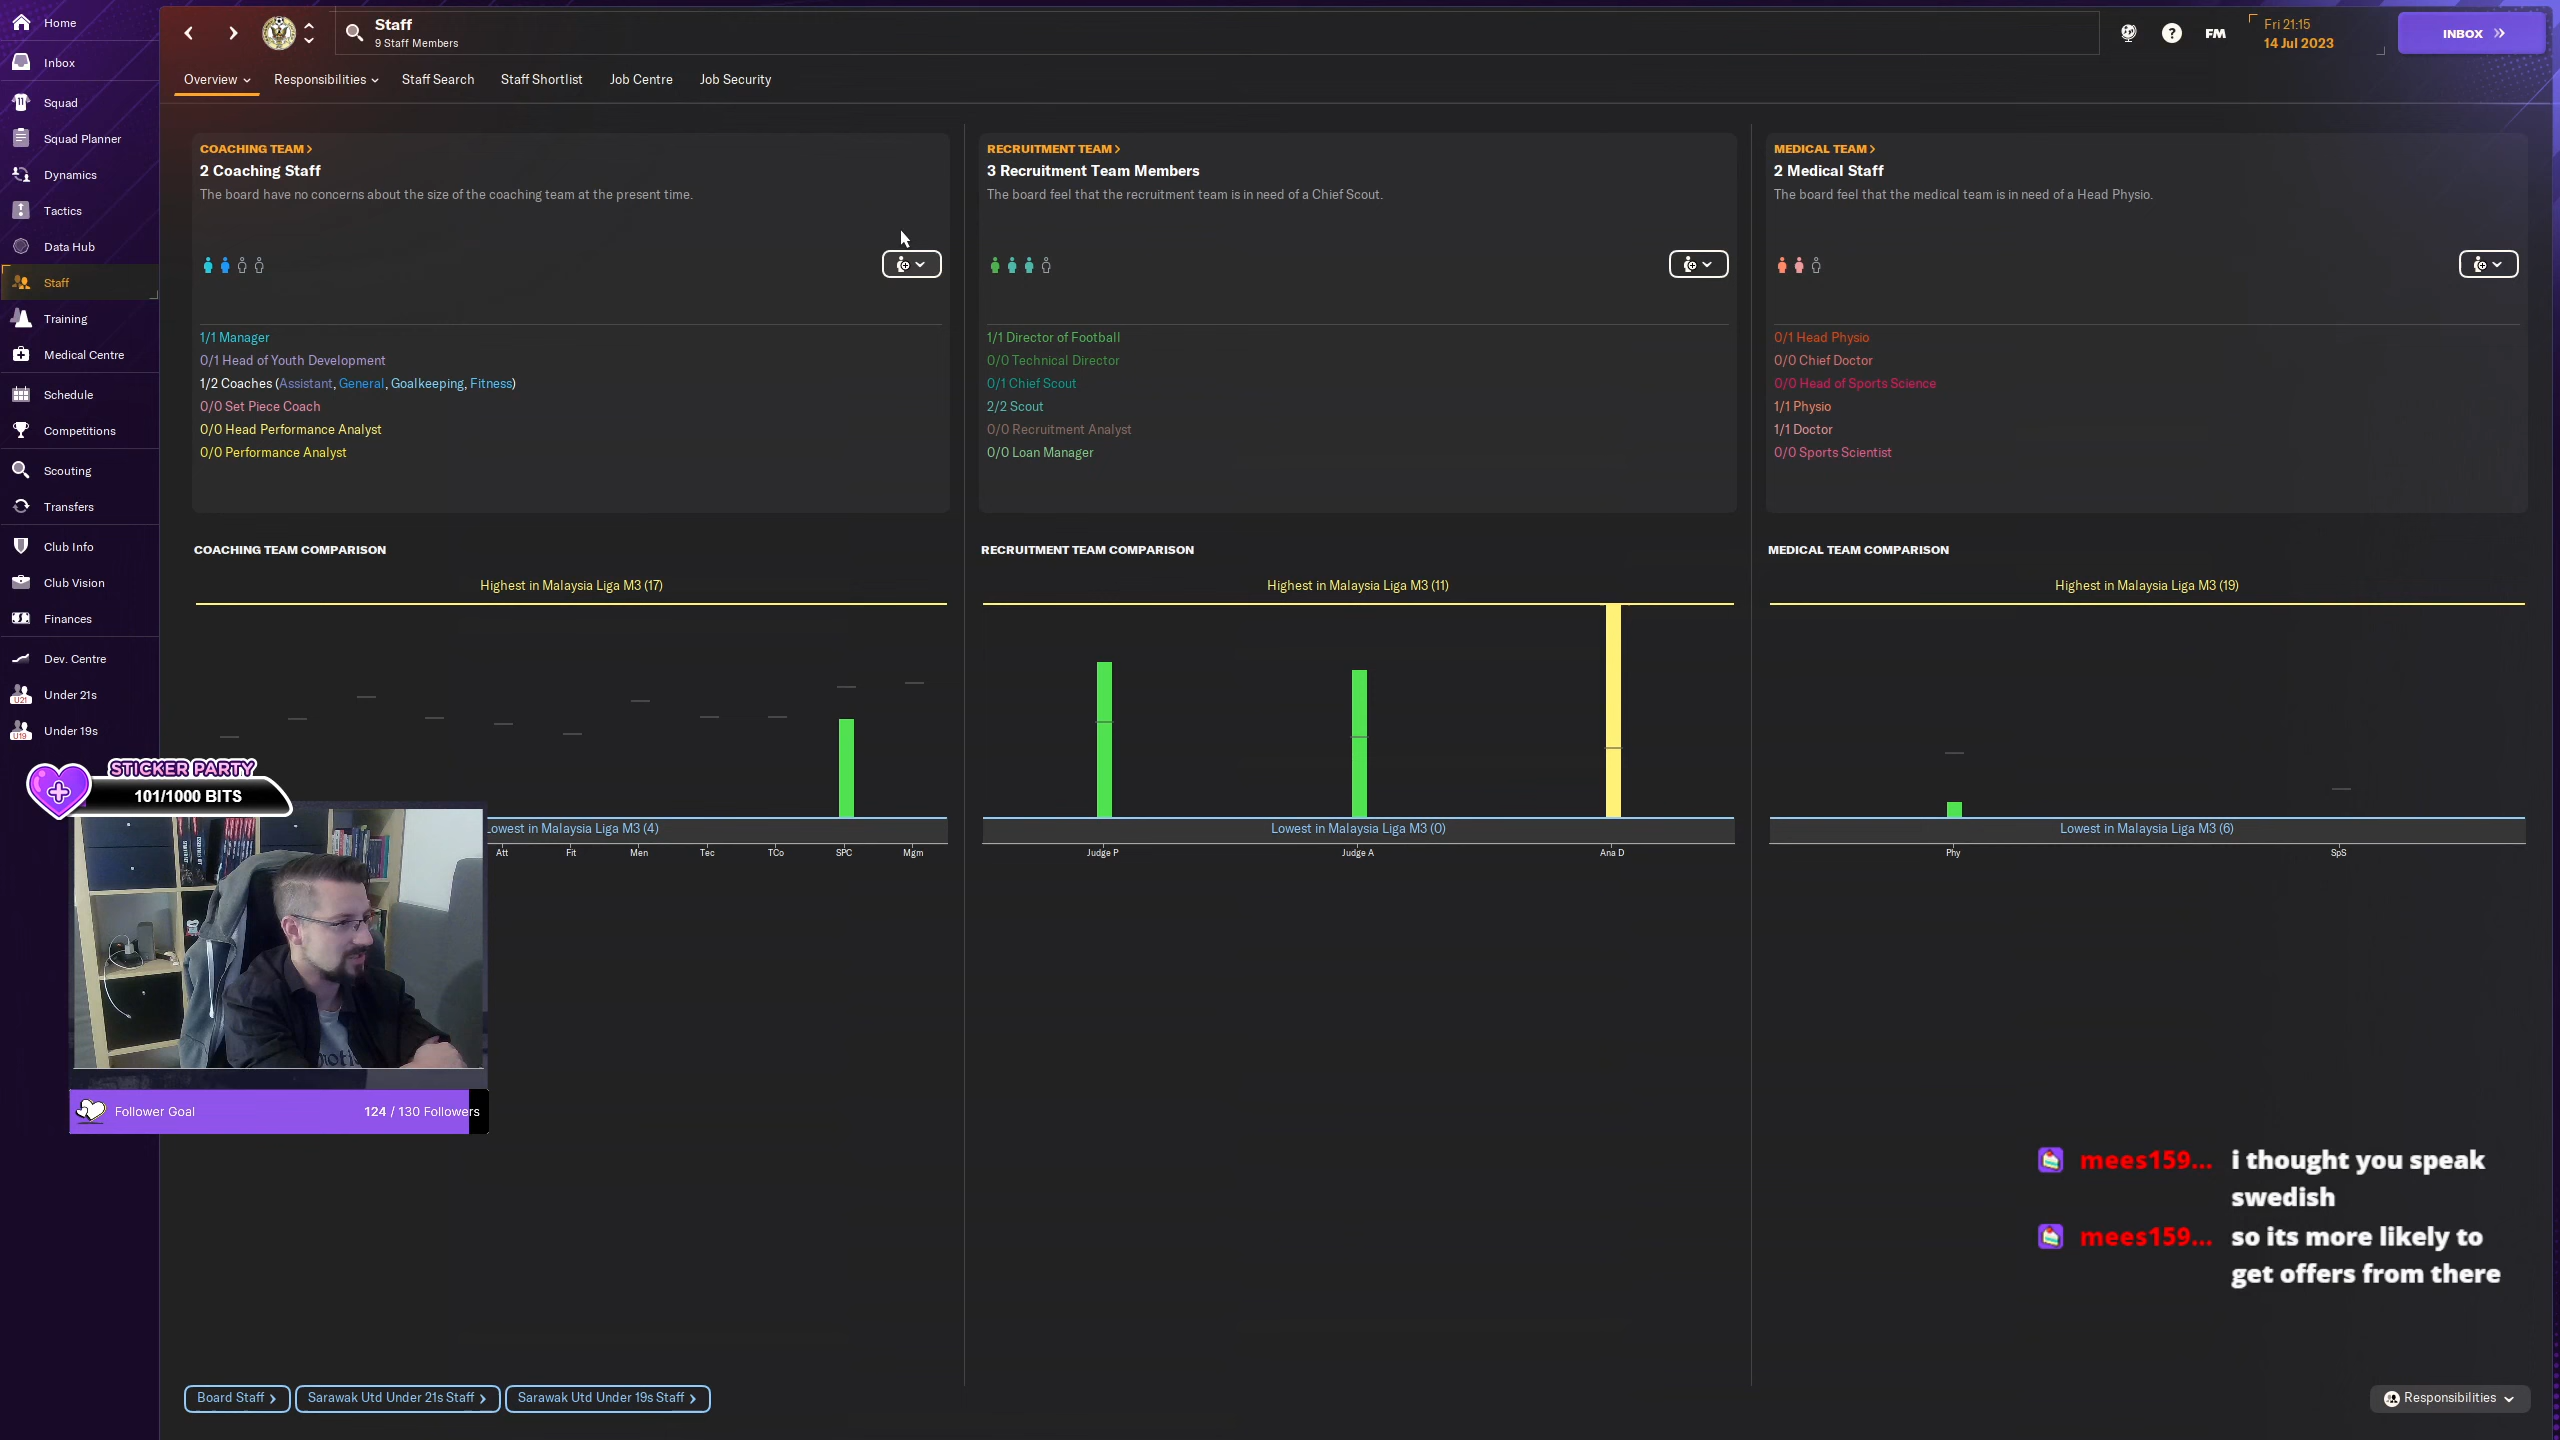 Home
Inbox
Squad
Squad Planner
Dynamics
Tactics
Data Hub
Staff
Training
Medical Centre
Schedule
Competitions
Scouting
Transfers
Club Info
Club Vision
Finances
Dev. Centre
U21 Under 21s
U19 Under 19s
Staff
9 Staff Members
FM
Fri 21:15
14 Jul 2023
INBOX
Overview
Responsibilities
Staff Search
Staff Shortlist
Job Centre
Job Security
COACHING TEAM
2 Coaching Staff
The board have no concerns about the size of the coaching team at the present time.
1/1 Manager
0/1 Head of Youth Development
1/2 Coaches (Assistant, General, Goalkeeping, Fitness)
0/0 Set Piece Coach
0/0 Head Performance Analyst
0/0 Performance Analyst
RECRUITMENT TEAM
3 Recruitment Team Members
The board feel that the recruitment team is in need of a Chief Scout.
1/1 Director of Football
0/0 Technical Director
0/1 Chief Scout
2/2 Scout
0/0 Recruitment Analyst
0/0 Loan Manager
MEDICAL TEAM
2 Medical Staff
The board feel that the medical team is in need of a Head Physio.
0/1 Head Physio
0/0 Chief Doctor
0/0 Head of Sports Science
1/1 Physio
1/1 Doctor
0/0 Sports Scientist
COACHING TEAM COMPARISON
Highest in Malaysia Liga M3 (17)
Lowest in Malaysia Liga M3 (4)
Att Fit Men Tec TCo SPC Mgm
RECRUITMENT TEAM COMPARISON
Highest in Malaysia Liga M3 (11)
Lowest in Malaysia Liga M3 (0)
Judge P Judge A Ana D
MEDICAL TEAM COMPARISON
Highest in Malaysia Liga M3 (19)
Lowest in Malaysia Liga M3 (6)
Phy SpS
STICKER PARTY
101/1000 BITS
Follower Goal 124 / 130 Followers
mees159... i thought you speak
swedish
mees159... so its more likely to
get offers from there
Board Staff
Sarawak Utd Under 21s Staff
Sarawak Utd Under 19s Staff
Responsibilities